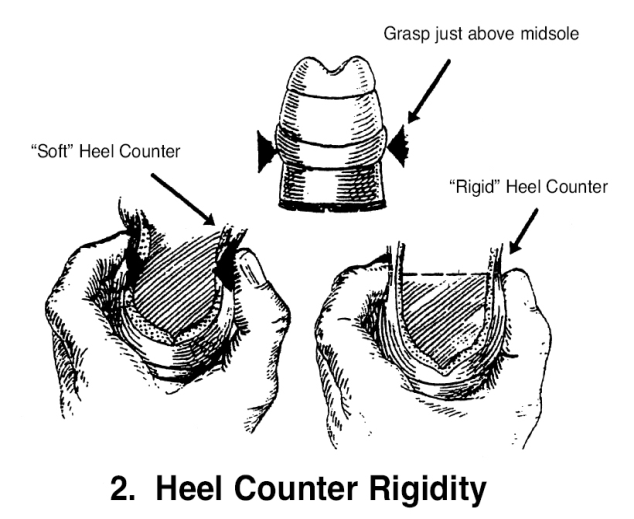 Grasp just above midsole
“Soft” Heel Counter
“Rigid” Heel Counter
2. Heel Counter Rigidity